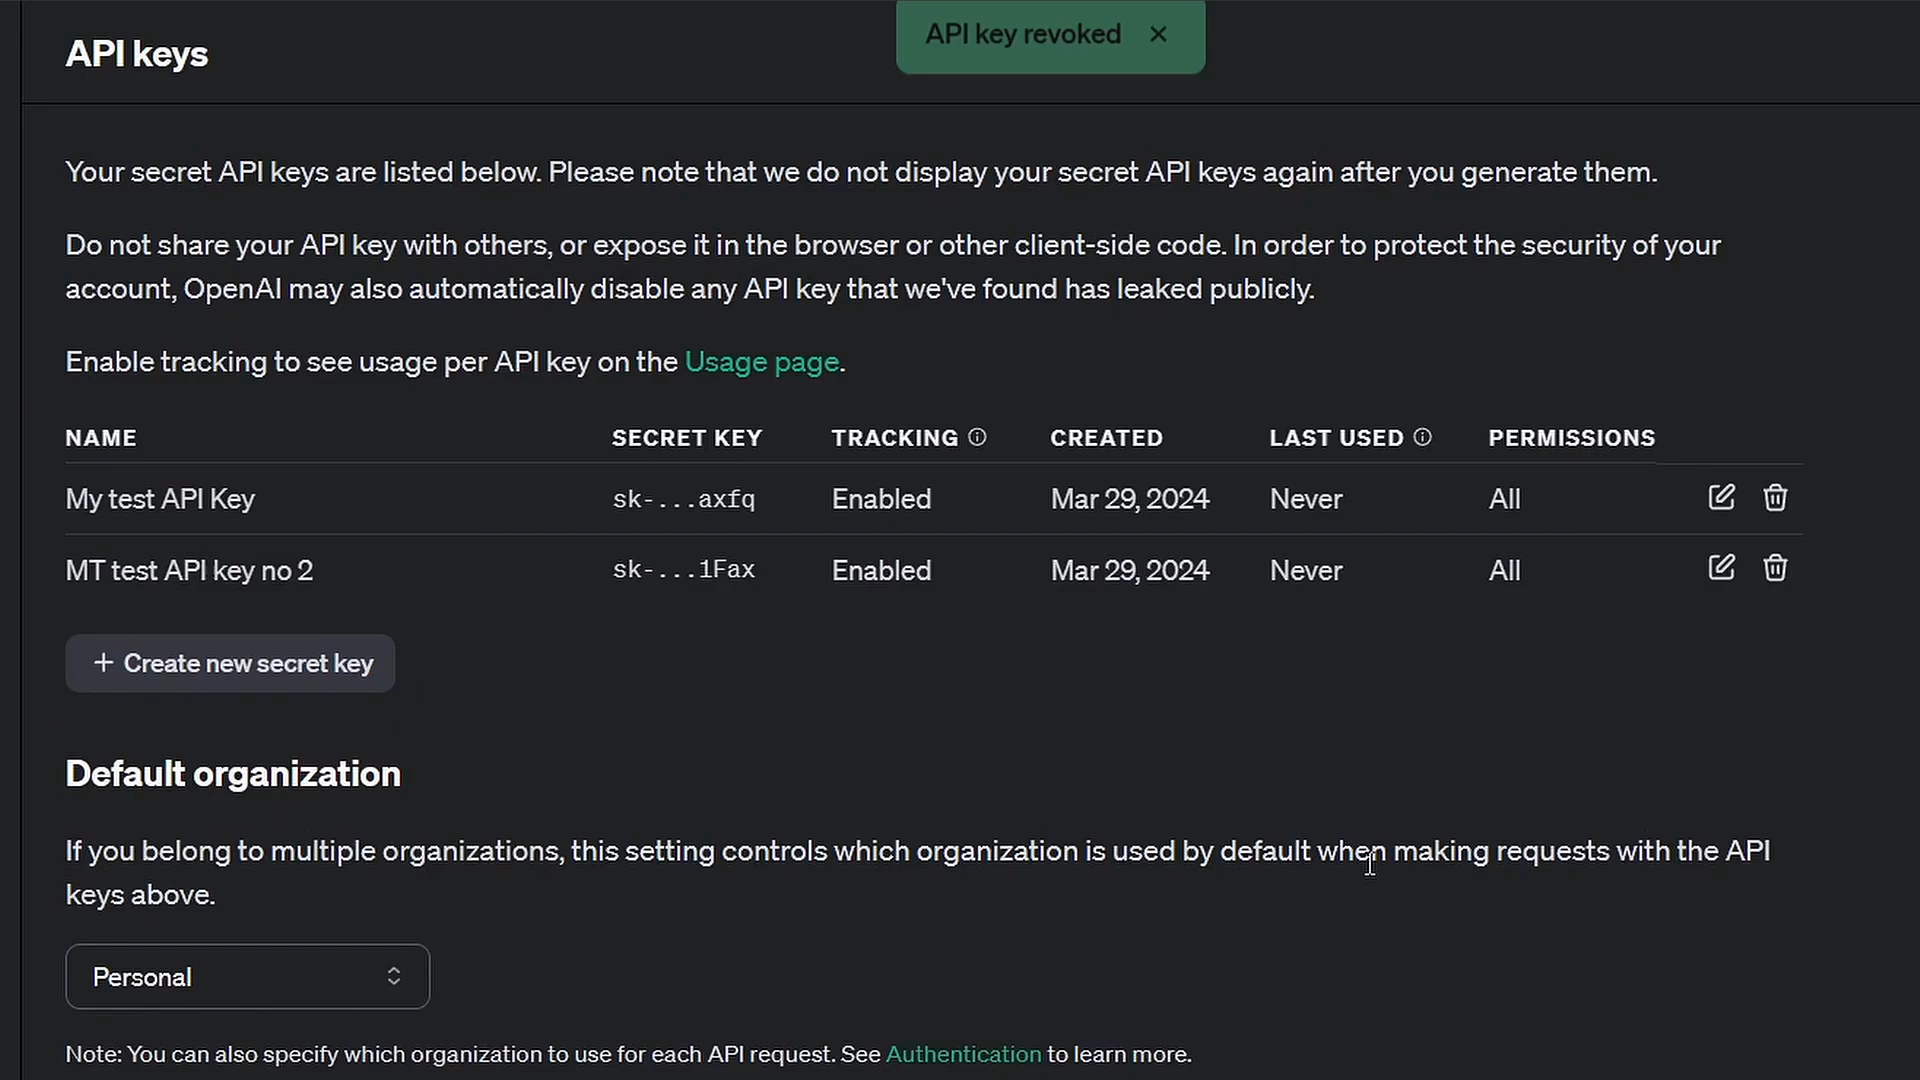 API key revoked
API keys
Your secret API keys are listed below. Please note that we do not display your secret API keys again after you generate them.
Do not share your API key with others, or expose it in the browser or other client-side code. In order to protect the security of your
account, OpenAI may also automatically disable any API key that we've found has leaked publicly.
Enable tracking to see usage per API key on the Usage page.
NAME SECRET KEY TRACKING CREATED LAST USED PERMISSIONS
My test API Key sk-...axfq Enabled Mar 29, 2024 Never All
MT test API key no 2 sk-...1Fax Enabled Mar 29, 2024 Never All
+ Create new secret key
Default organization
If you belong to multiple organizations, this setting controls which organization is used by default when making requests with the API
keys above.
Personal
Note: You can also specify which organization to use for each API request. See Authentication to learn more.